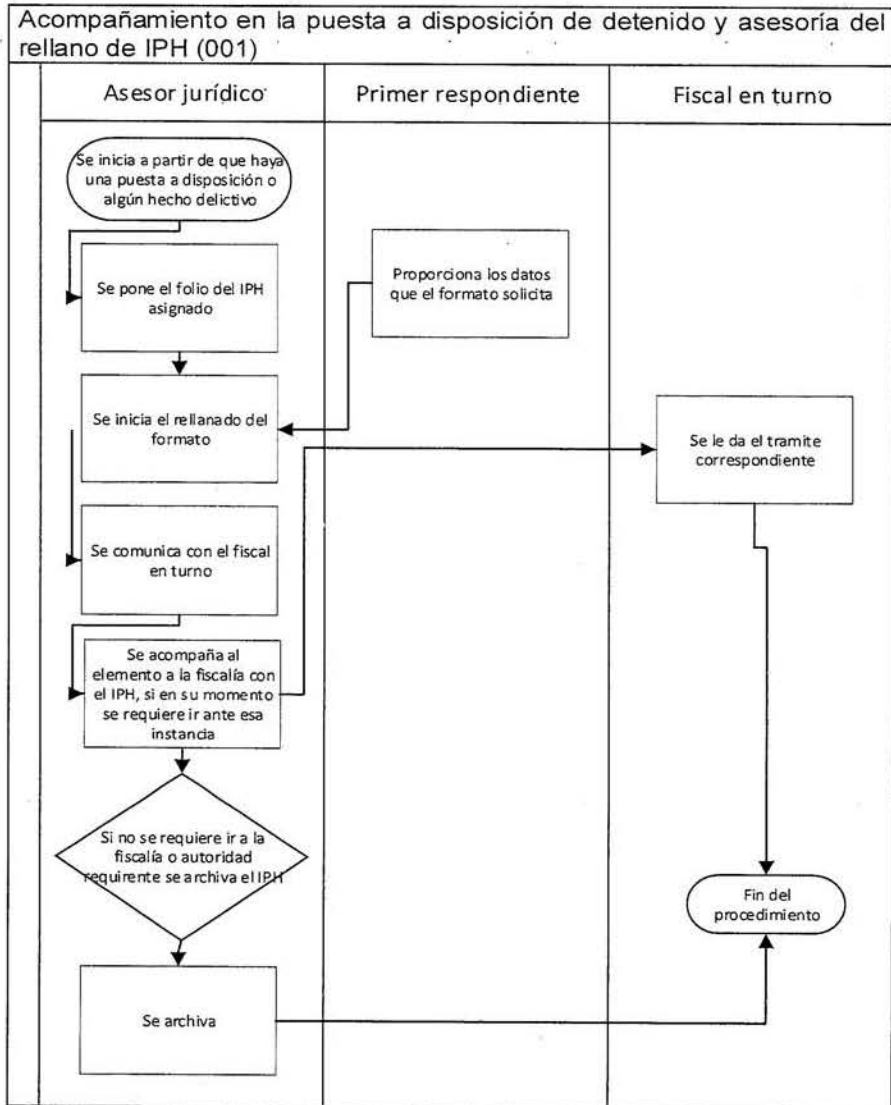 Acompañamiento en la puesta a disposición de detenido y asesoría del
rellano de IPH (001)
Asesor jurídico
Primer respondiente
Fiscal en turno
Se inicia a partir de que haya
una puesta a disposición o
algún hecho delictivo
Se pone el folio del IPH
asignado
Proporciona los datos
que el formato solicita
Se inicia el rellanado del
formato
Se le da el tramite
correspondiente
Se comunica con el fiscal
en turno
Se acompaña al
elemento a la fiscalía con
el IPH, si en su momento
se requiere ir ante esa
instancia
Si no se requiere ir a la
fiscalía o autoridad
requirente se archiva el IPH
Fin del
procedimiento
Se archiva